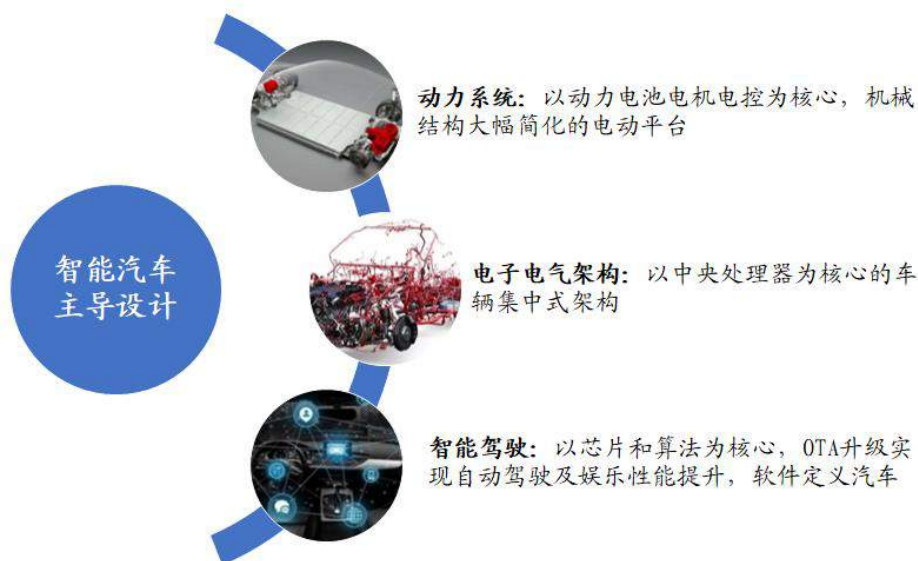 动力系统：以动力电池电机电控为核心，机械
结构大幅简化的电动平台
智能汽车
主导设计
电子电气架构：以中央处理器为核心的车
辆集中式架构
智能驾驶：以芯片和算法为核心，OTA升级实
现自动驾驶及娱乐性能提升，软件定义汽车